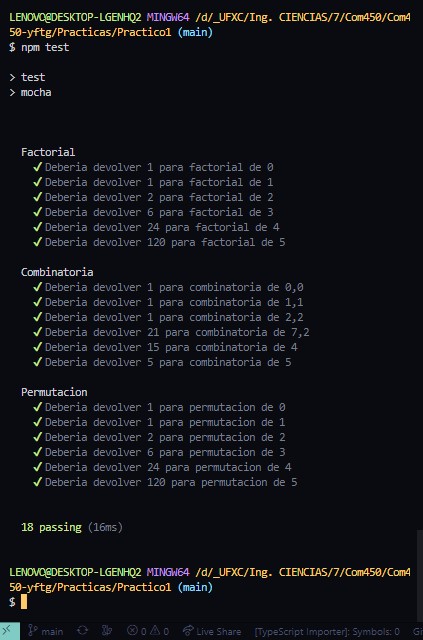 LENOVO@DESKTOP-LGENHQ2 MINGW64 /d/_UFXC/Ing. CIENCIAS/7/Com450/Com4
50-yftg/Practicas/Practico1 (main)
$ npm test
> test
> mocha
Factorial
✓ Deberia devolver 1 para factorial de 0
✓ Deberia devolver 1 para factorial de 1
✓ Deberia devolver 2 para factorial de 2
✓ Deberia devolver 6 para factorial de 3
✓ Deberia devolver 24 para factorial de 4
✓ Deberia devolver 120 para factorial de 5
Combinatoria
✓ Deberia devolver 1 para combinatoria de 0,0
✓ Deberia devolver 1 para combinatoria de 1,1
✓ Deberia devolver 1 para combinatoria de 2,2
✓ Deberia devolver 21 para combinatoria de 7,2
✓ Deberia devolver 15 para combinatoria de 4
✓ Deberia devolver 5 para combinatoria de 5
Permutacion
✓ Deberia devolver 1 para permutacion de 0
✓ Deberia devolver 1 para permutacion de 1
✓ Deberia devolver 2 para permutacion de 2
✓ Deberia devolver 6 para permutacion de 3
✓ Deberia devolver 24 para permutacion de 4
✓ Deberia devolver 120 para permutacion de 5
18 passing (16ms)
LENOVO@DESKTOP-LGENHQ2 MINGW64 /d/_UFXC/Ing. CIENCIAS/7/Com450/Com4
50-yftg/Practicas/Practico1 (main)
$
main 0 0 Live Share [TypeScript Importer]: Symbols: 0 Gi